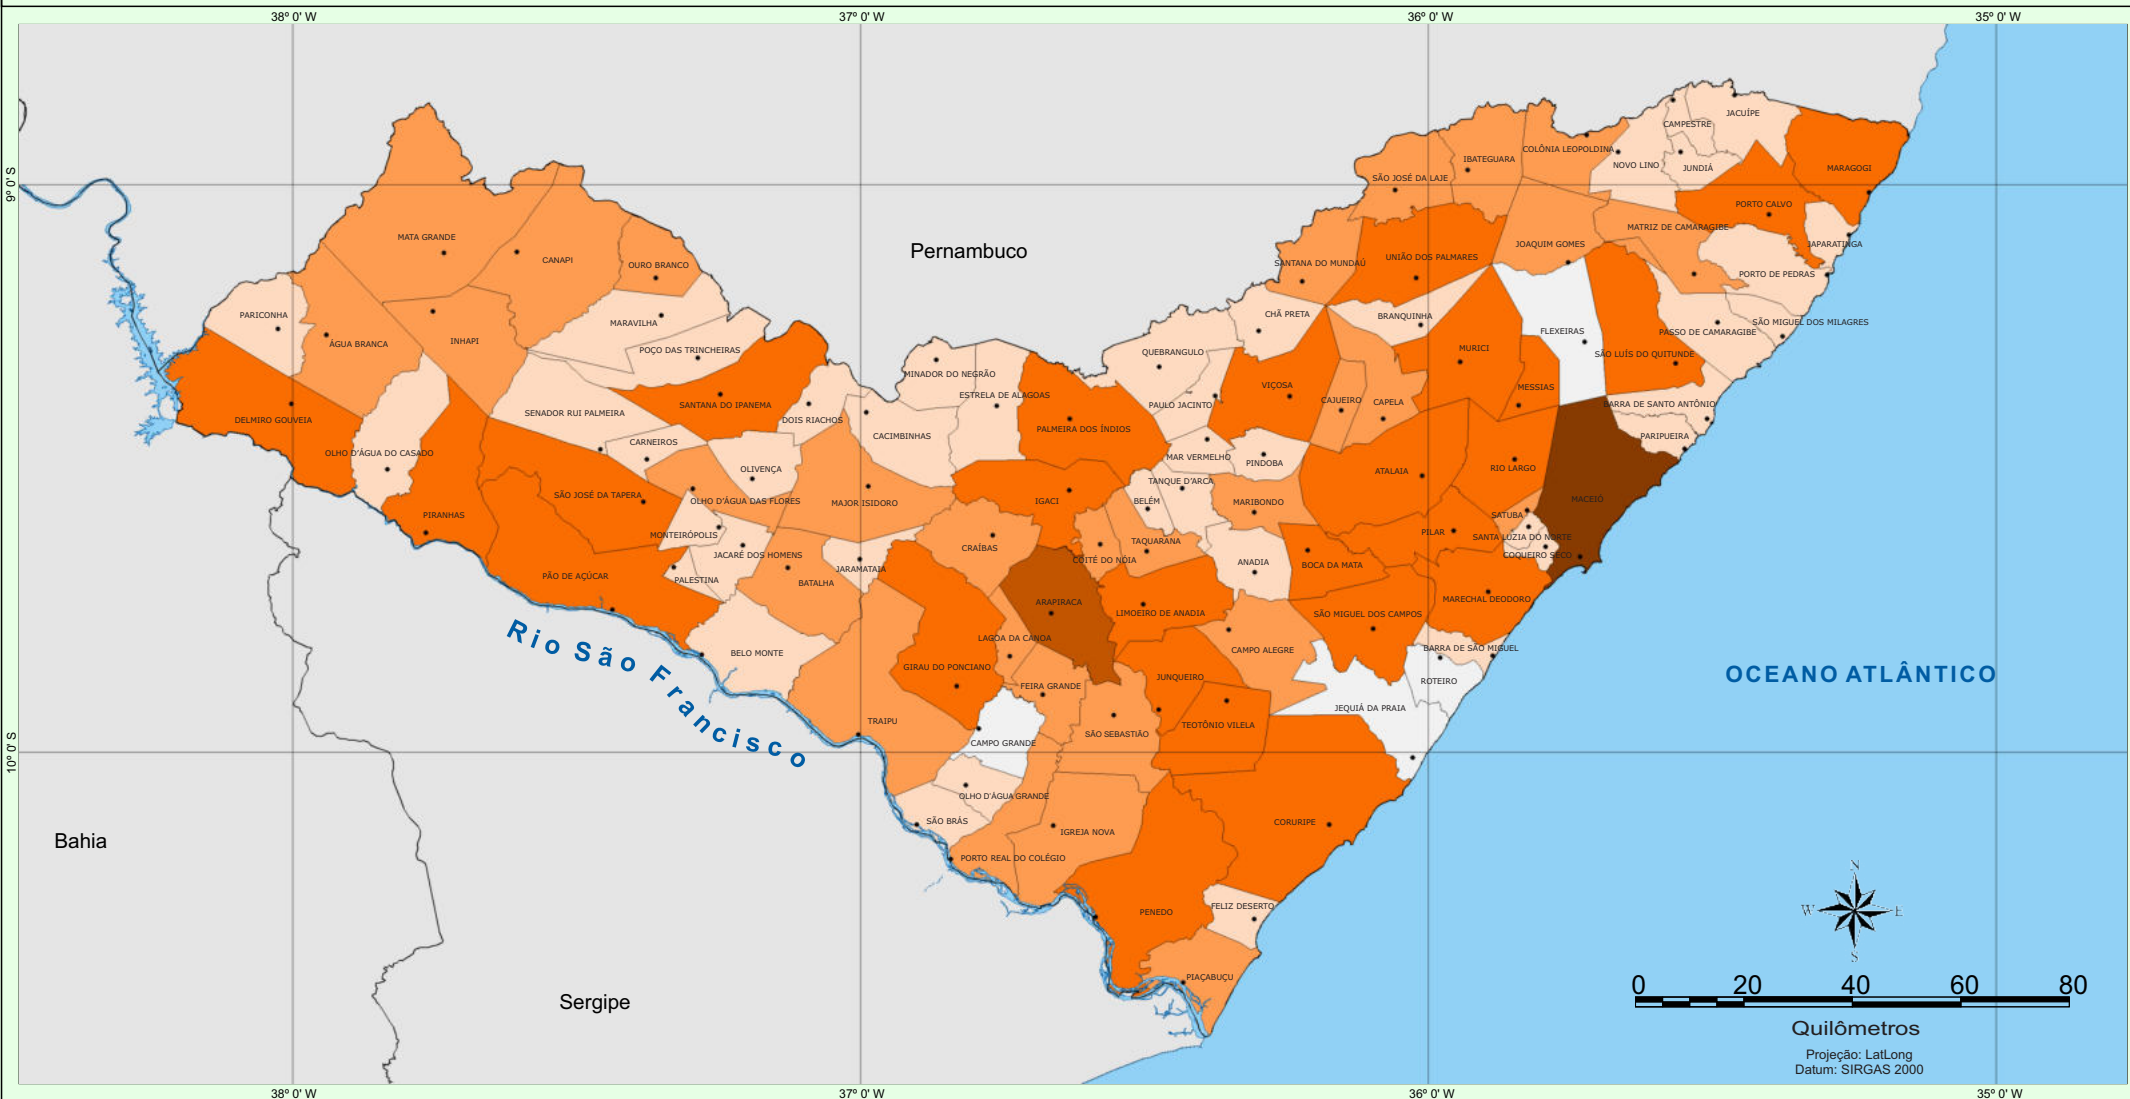 38° 0' W
37° 0' W
36° 0' W
35° 0' W
9° 0' S
10° 0' S
Pernambuco
Bahia
Sergipe
OCEANO ATLÂNTICO
Rio São Francisco
MATA GRANDE
CANAPI
OURO BRANCO
PARICONHA
ÁGUA BRANCA
INHAPI
MARAVILHA
POÇO DAS TRINCHEIRAS
DELMIRO GOUVEIA
OLHO D'ÁGUA DO CASADO
PIRANHAS
SENADOR RUI PALMEIRA
SANTANA DO IPANEMA
DOIS RIACHOS
CARNEIROS
OLIVENÇA
SÃO JOSÉ DA TAPERA
OLHO D'ÁGUA DAS FLORES
MONTEIRÓPOLIS
JACARÉ DOS HOMENS
PALESTINA
PÃO DE AÇÚCAR
BATALHA
JARAMATAIA
MAJOR ISIDORO
CACIMBINHAS
MINADOR DO NEGRÃO
ESTRELA DE ALAGOAS
PALMEIRA DOS ÍNDIOS
IGACI
CRAÍBAS
BELO MONTE
TRAIPU
GIRAU DO PONCIANO
LAGOA DA CANOA
ARAPIRACA
FEIRA GRANDE
CAMPO GRANDE
OLHO D'ÁGUA GRANDE
SÃO BRÁS
PORTO REAL DO COLÉGIO
IGREJA NOVA
SÃO SEBASTIÃO
COITÉ DO NÓIA
TAQUARANA
LIMOEIRO DE ANADIA
JUNQUEIRO
TEOTÔNIO VILELA
CAMPO ALEGRE
PENEDO
CORURIPE
FELIZ DESERTO
PIAÇABUÇU
QUEBRANGULO
PAULO JACINTO
MAR VERMELHO
TANQUE D'ARCA
BELÉM
PINDOBA
MARIBONDO
ANADIA
CHÃ PRETA
VIÇOSA
CAJUEIRO
CAPELA
ATALAIA
BOCA DA MATA
SÃO MIGUEL DOS CAMPOS
JEQUIÁ DA PRAIA
ROTEIRO
BARRA DE SÃO MIGUEL
MARECHAL DEODORO
PILAR
RIO LARGO
SATUBA
SANTA LUZIA DO NORTE
COQUEIRO SECO
MACEIÓ
SANTANA DO MUNDAÚ
SÃO JOSÉ DA LAJE
IBATEGUARA
COLÔNIA LEOPOLDINA
UNIÃO DOS PALMARES
BRANQUINHA
MURICI
MESSIAS
FLEXEIRAS
JOAQUIM GOMES
NOVO LINO
CAMPESTRE
JACUÍPE
JUNDIÁ
MARAGOGI
PORTO CALVO
MATRIZ DE CAMARAGIBE
JAPARATINGA
PORTO DE PEDRAS
SÃO MIGUEL DOS MILAGRES
PASSO DE CAMARAGIBE
SÃO LUÍS DO QUITUNDE
BARRA DE SANTO ANTÔNIO
PARIPUEIRA
N
W
E
S
0 20 40 60 80
Quilômetros
Projeção: LatLong
Datum: SIRGAS 2000
38° 0' W
37° 0' W
36° 0' W
35° 0' W